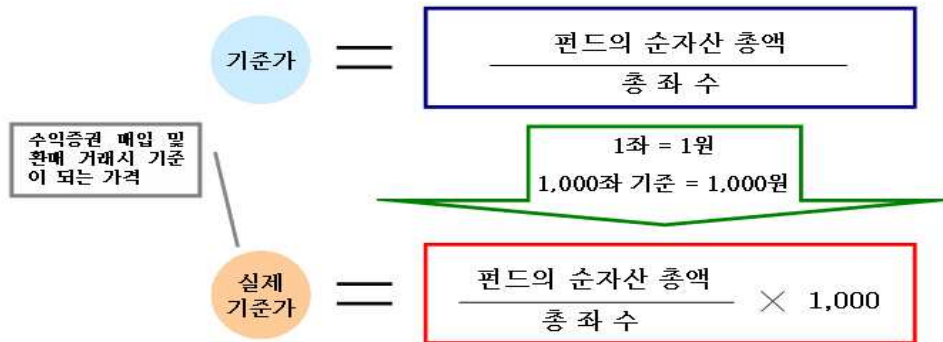 기준가
펀드의 순자산 총액
총 좌 수
수익증권 매입 및
환매 거래시 기준
이 되는 가격
1좌 = 1원
1,000좌 기준 = 1,000원
실제
기준가
펀드의 순자산 총액
총 좌 수
× 1,000